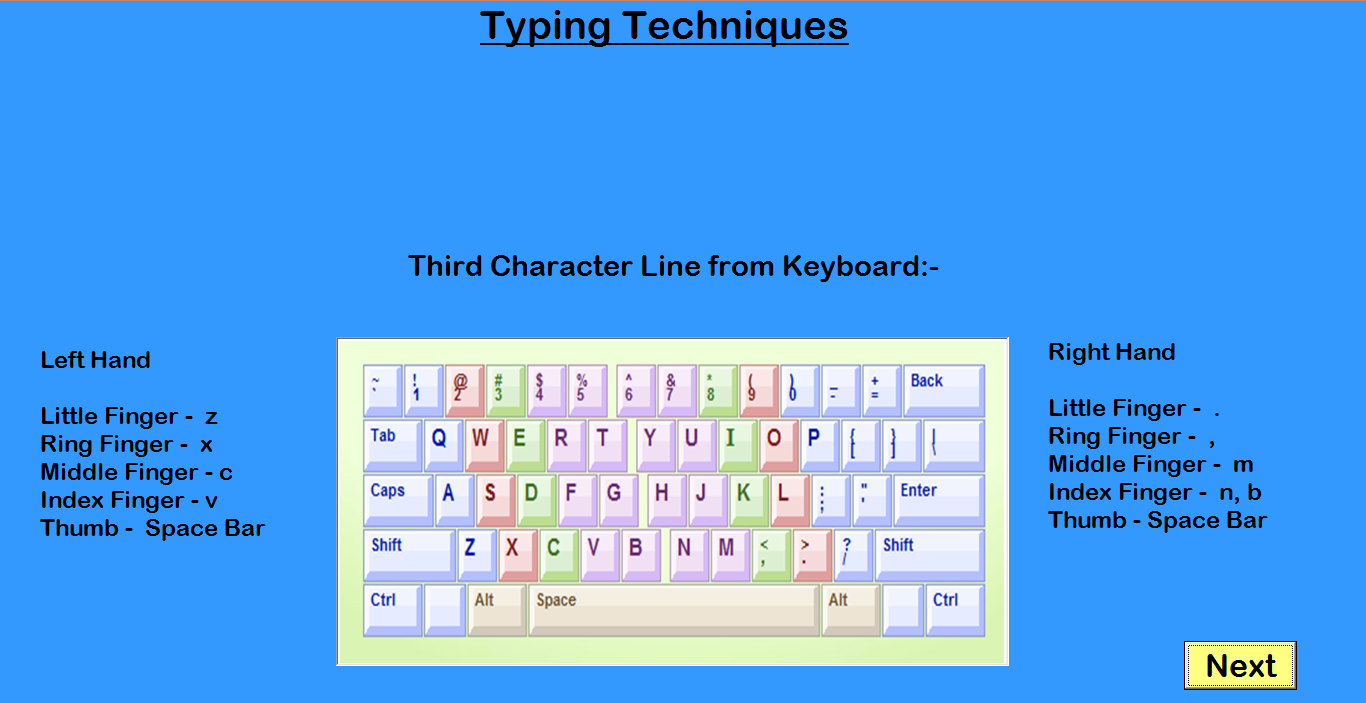 Typing Techniques
Third Character Line from Keyboard:-
Left Hand
Little Finger - z
Ring Finger - x
Middle Finger - c
Index Finger - v
Thumb - Space Bar
~ ! @ # $ % ^ & * ( ) _ + Back
` 1 2 3 4 5 6 7 8 9 0 - =
Tab Q W E R T Y U I O P { } |
[ ] \
Caps A S D F G H J K L : " Enter
; '
Shift Z X C V B N M < > ? Shift
, . /
Ctrl Alt Space Alt Ctrl
Right Hand
Little Finger - .
Ring Finger - ,
Middle Finger - m
Index Finger - n, b
Thumb - Space Bar
Next